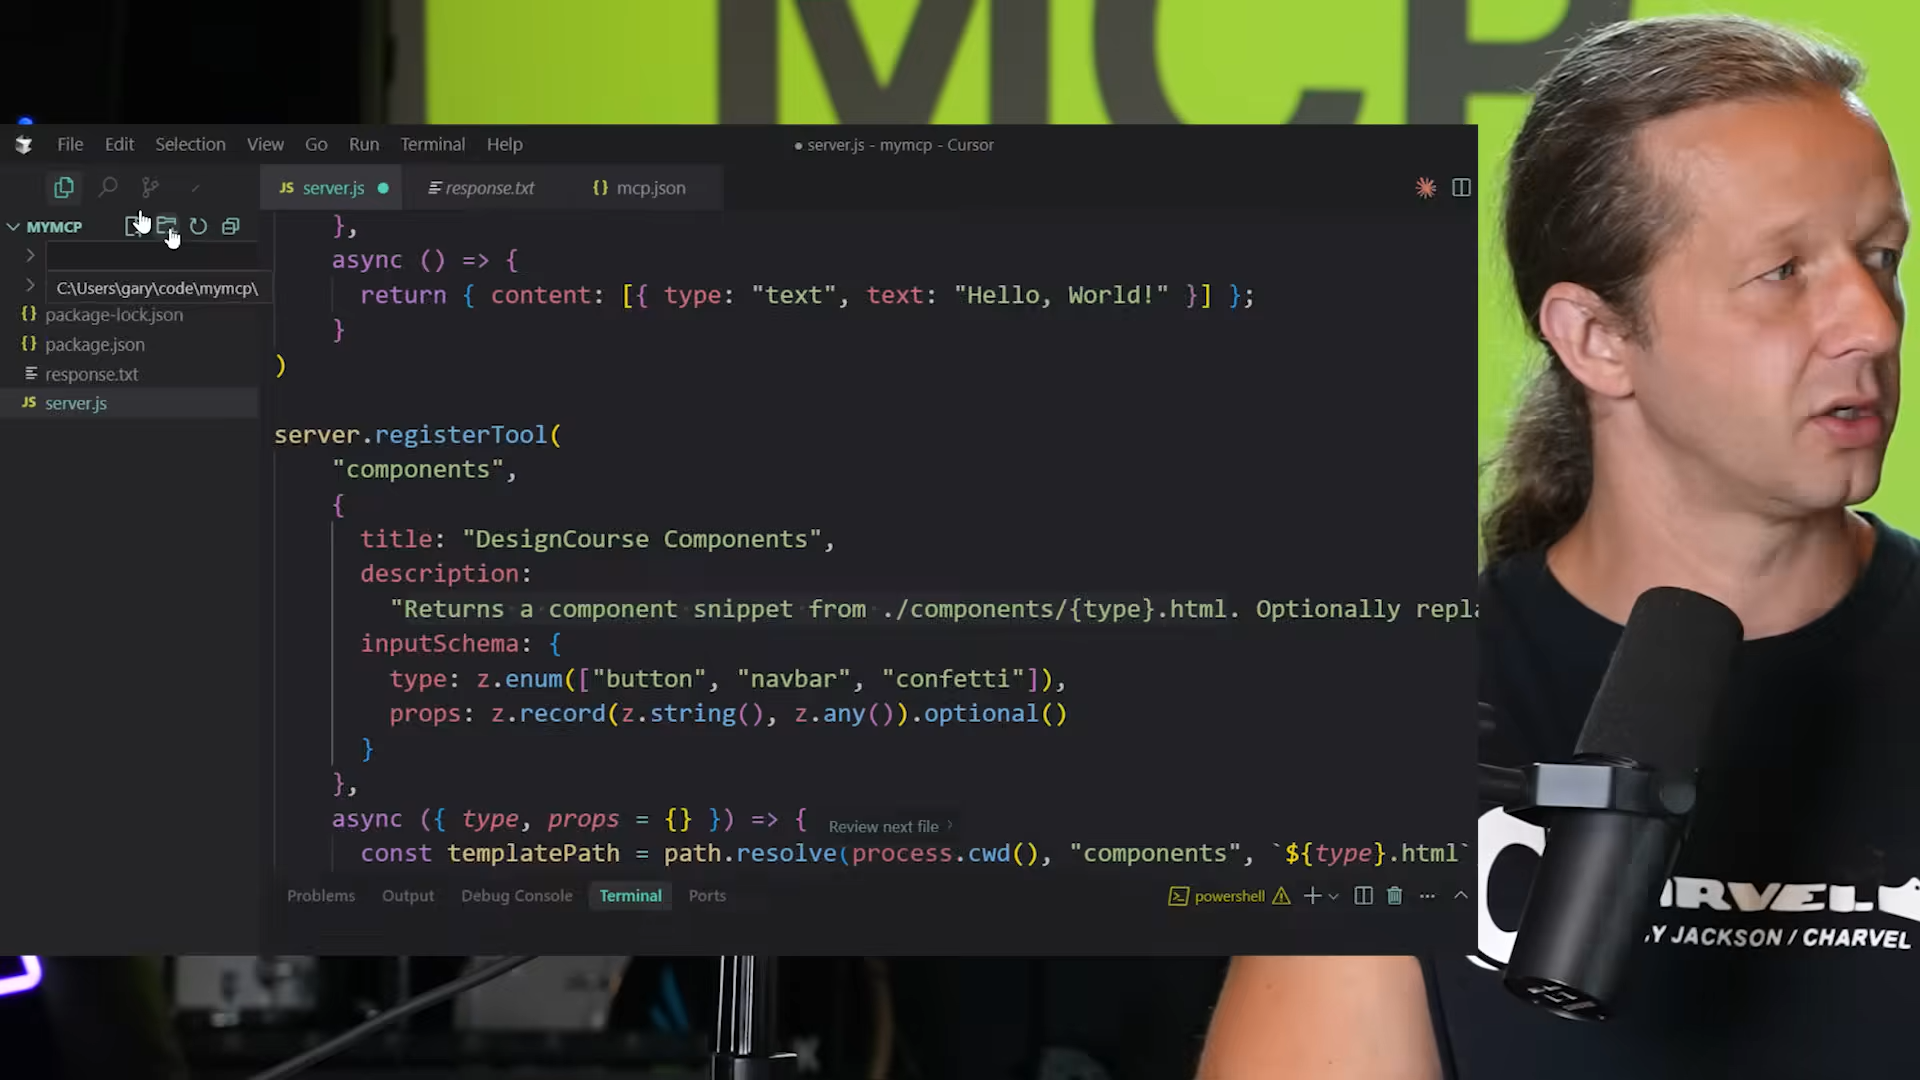 MCP
File Edit Selection View Go Run Terminal Help
● server.js - mymcp - Cursor
JS server.js ●
response.txt
{} mcp.json
MYMCP
C:\Users\gary\code\mymcp\
{} package-lock.json
{} package.json
response.txt
JS server.js
},
async () => {
return { content: [{ type: "text", text: "Hello, World!" }] };
}
)
server.registerTool(
"components",
{
title: "DesignCourse Components",
description:
"Returns a component snippet from ./components/{type}.html. Optionally repla
inputSchema: {
type: z.enum(["button", "navbar", "confetti"]),
props: z.record(z.string(), z.any()).optional()
}
},
async ({ type, props = {} }) => {
Review next file
const templatePath = path.resolve(process.cwd(), "components", `${type}.html`
Problems Output Debug Console Terminal Ports
powershell
ARVEL
Y JACKSON / CHARVEL